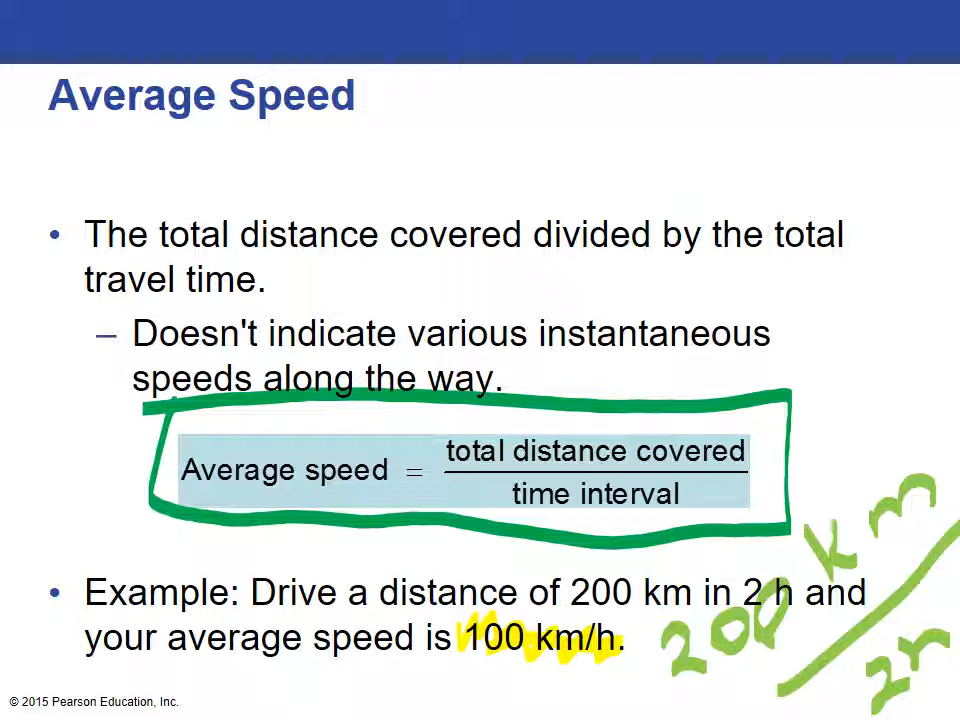 Average Speed
• The total distance covered divided by the total
travel time.
– Doesn't indicate various instantaneous
speeds along the way.
Average speed = total distance covered
time interval
• Example: Drive a distance of 200 km in 2 h and
your average speed is 100 km/h.
200 km
2h
© 2015 Pearson Education, Inc.